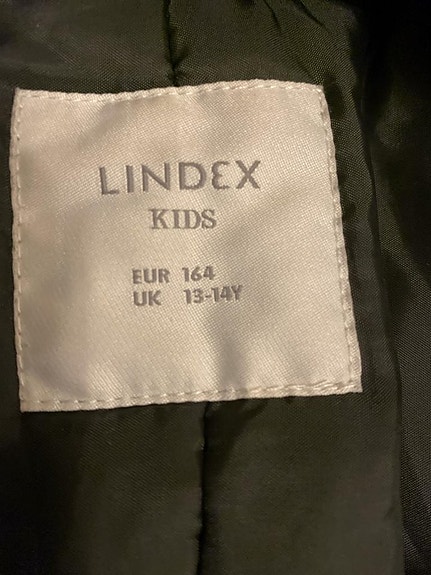 LINDEX
KIDS
EUR 164
UK 13-14Y